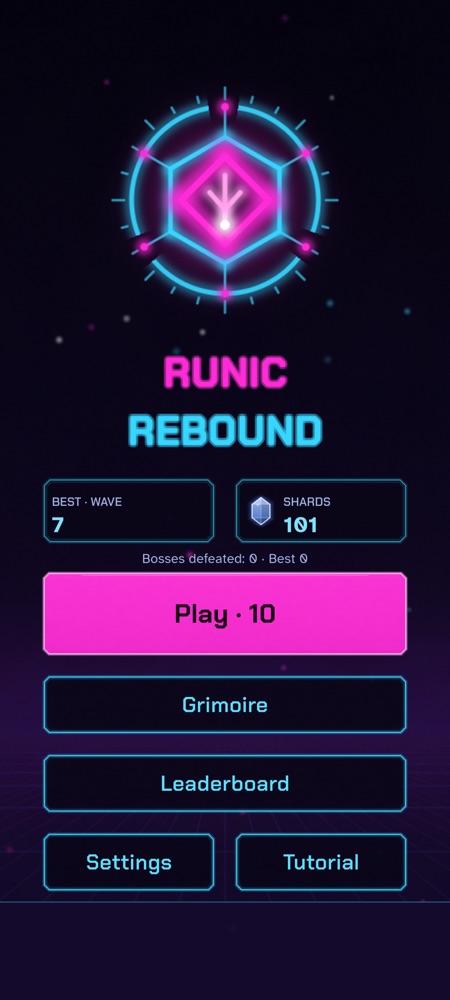 RUNIC
REBOUND
BEST · WAVE
7
SHARDS
101
Bosses defeated: 0 · Best 0
Play · 10
Grimoire
Leaderboard
Settings
Tutorial